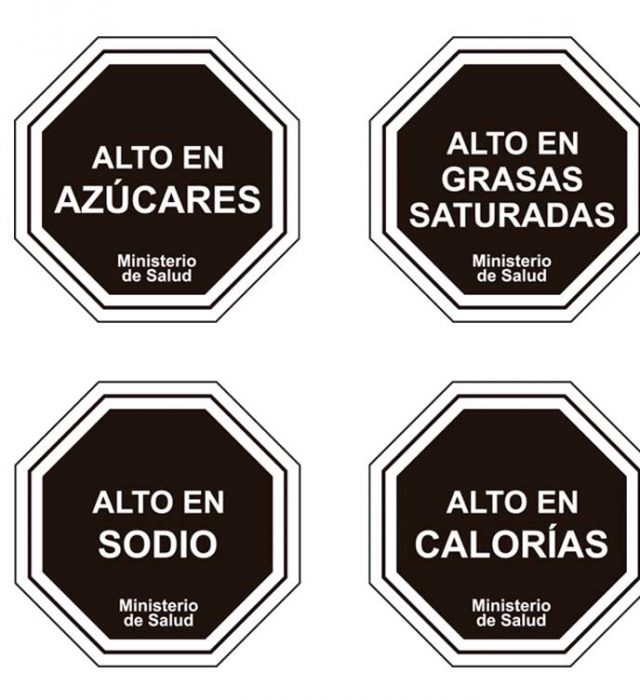 ALTO EN
AZÚCARES
Ministerio
de Salud
ALTO EN
GRASAS
SATURADAS
Ministerio
de Salud
ALTO EN
SODIO
Ministerio
de Salud
ALTO EN
CALORÍAS
Ministerio
de Salud